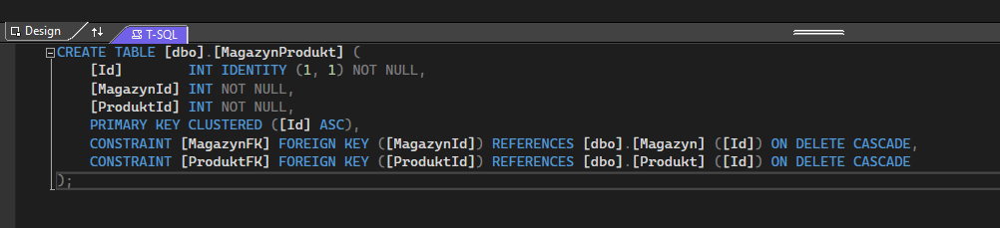 Design
T-SQL
CREATE TABLE [dbo].[MagazynProdukt] (
    [Id]        INT IDENTITY (1, 1) NOT NULL,
    [MagazynId] INT NOT NULL,
    [ProduktId] INT NOT NULL,
    PRIMARY KEY CLUSTERED ([Id] ASC),
    CONSTRAINT [MagazynFK] FOREIGN KEY ([MagazynId]) REFERENCES [dbo].[Magazyn] ([Id]) ON DELETE CASCADE,
    CONSTRAINT [ProduktFK] FOREIGN KEY ([ProduktId]) REFERENCES [dbo].[Produkt] ([Id]) ON DELETE CASCADE
);